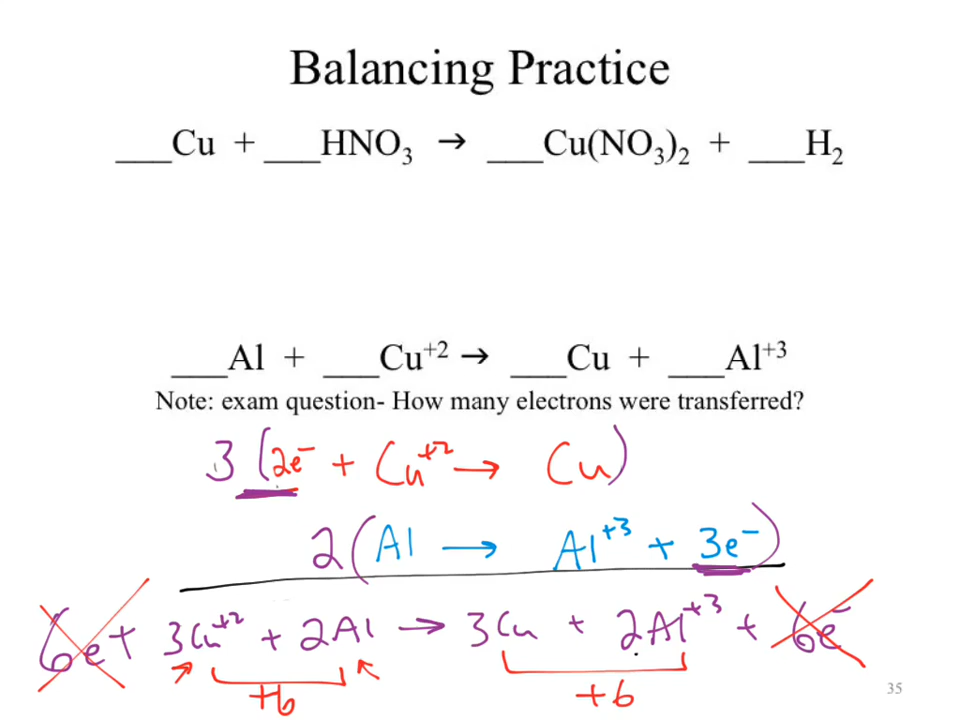 Balancing Practice
___Cu + ___HNO₃ → ___Cu(NO₃)₂ + ___H₂
___Al + ___Cu⁺² → ___Cu + ___Al⁺³
Note: exam question- How many electrons were transferred?
3 (2e⁻ + Cu⁺² → Cu)
2 (Al → Al⁺³ + 3e⁻)
6e + 3Cu⁺² + 2Al → 3Cu + 2Al⁺³ + 6e⁻
+6 +6
35